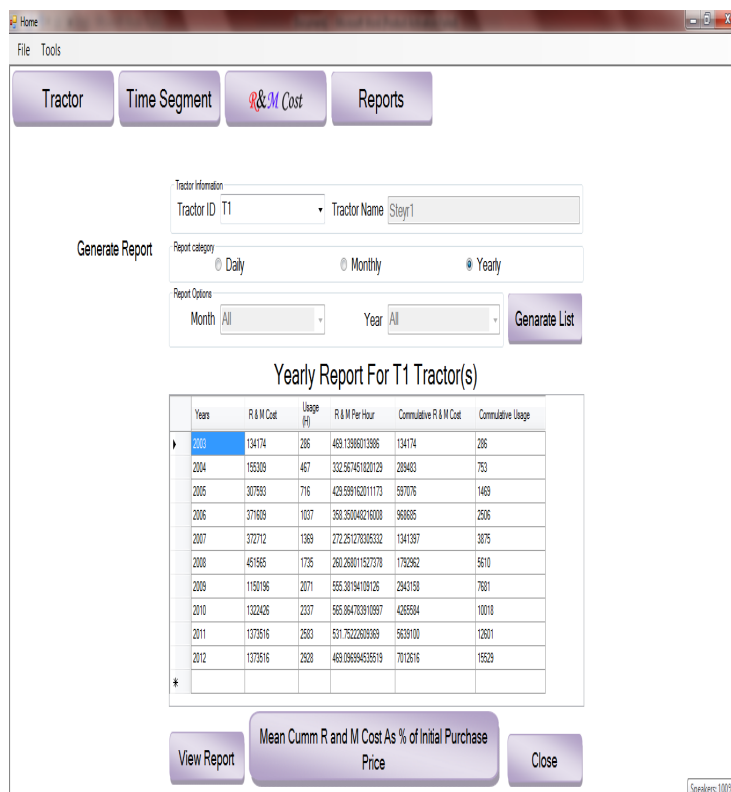 Home
File Tools
Tractor Time Segment R&M Cost Reports
Tractor Information
Tractor ID T1 Tractor Name Steyr1
Generate Report
Report category
Daily Monthly Yearly
Report Options
Month All Year All Genarate List
Yearly Report For T1 Tractor(s)
Years R & M Cost Usage (H) R & M Per Hour Commulative R & M Cost Commulative Usage
2003 134174 286 469.13986013986 134174 286
2004 155309 467 332.567451820129 289483 753
2005 307593 716 429.599162011173 597076 1469
2006 371609 1037 358.350048216008 968685 2506
2007 372712 1369 272.251278305332 1341397 3875
2008 451565 1735 260.268011527378 1792962 5610
2009 1150196 2071 555.38194109126 2943158 7681
2010 1322426 2337 565.864783910997 4265584 10018
2011 1373516 2583 531.75222609369 5639100 12601
2012 1373516 2928 469.096994535519 7012616 15529
View Report
Mean Cumm R and M Cost As % of Initial Purchase
Price
Close
Speakers: 100%